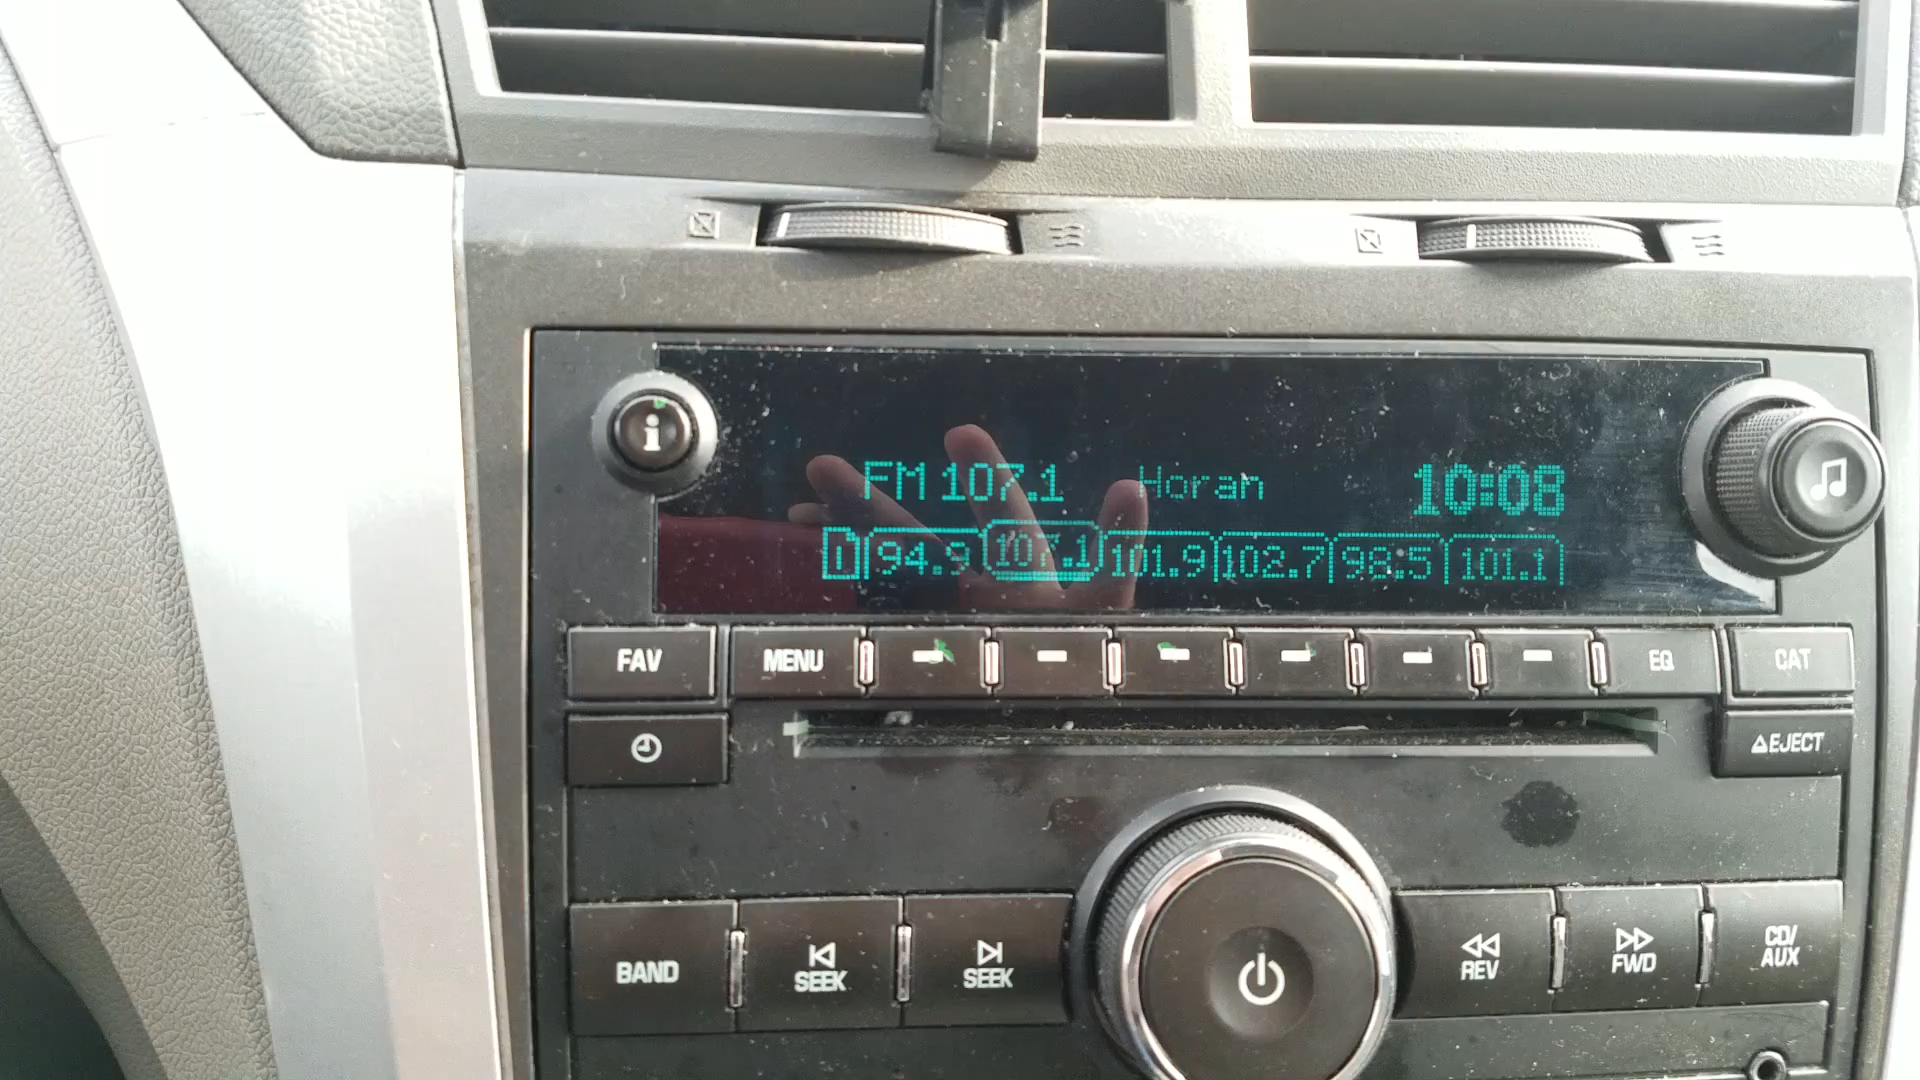 i
FM 107.1 Horan 10:08
1 94.9 107.1 101.9 102.7 98.5 101.1
FAV MENU EQ CAT
EJECT
BAND SEEK SEEK REV FWD CD/
AUX